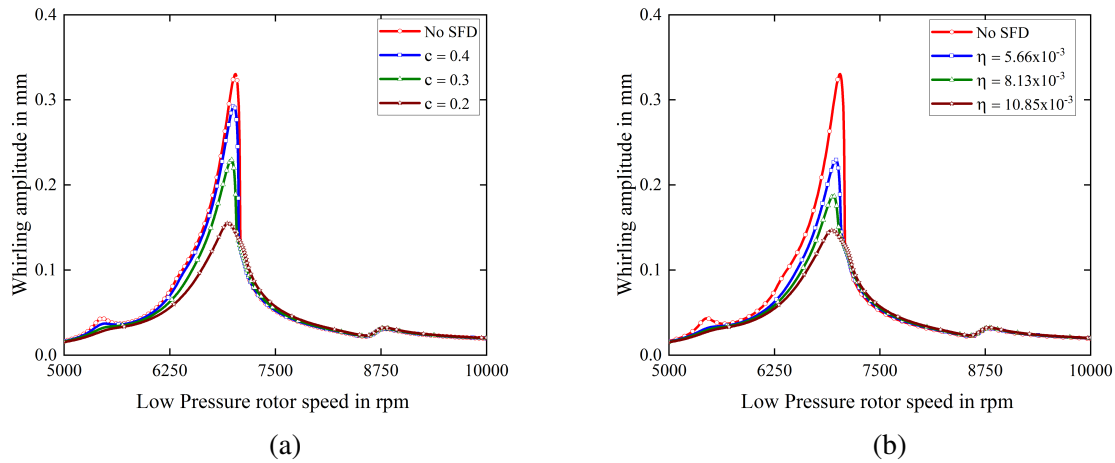 0.4
0.3
0.2
0.1
0.0
Whirling amplitude in mm
No SFD
c = 0.4
c = 0.3
c = 0.2
5000 6250 7500 8750 10000
Low Pressure rotor speed in rpm
(a)
0.4
0.3
0.2
0.1
0.0
Whirling amplitude in mm
No SFD
η = 5.66x10⁻³
η = 8.13x10⁻³
η = 10.85x10⁻³
5000 6250 7500 8750 10000
Low Pressure rotor speed in rpm
(b)